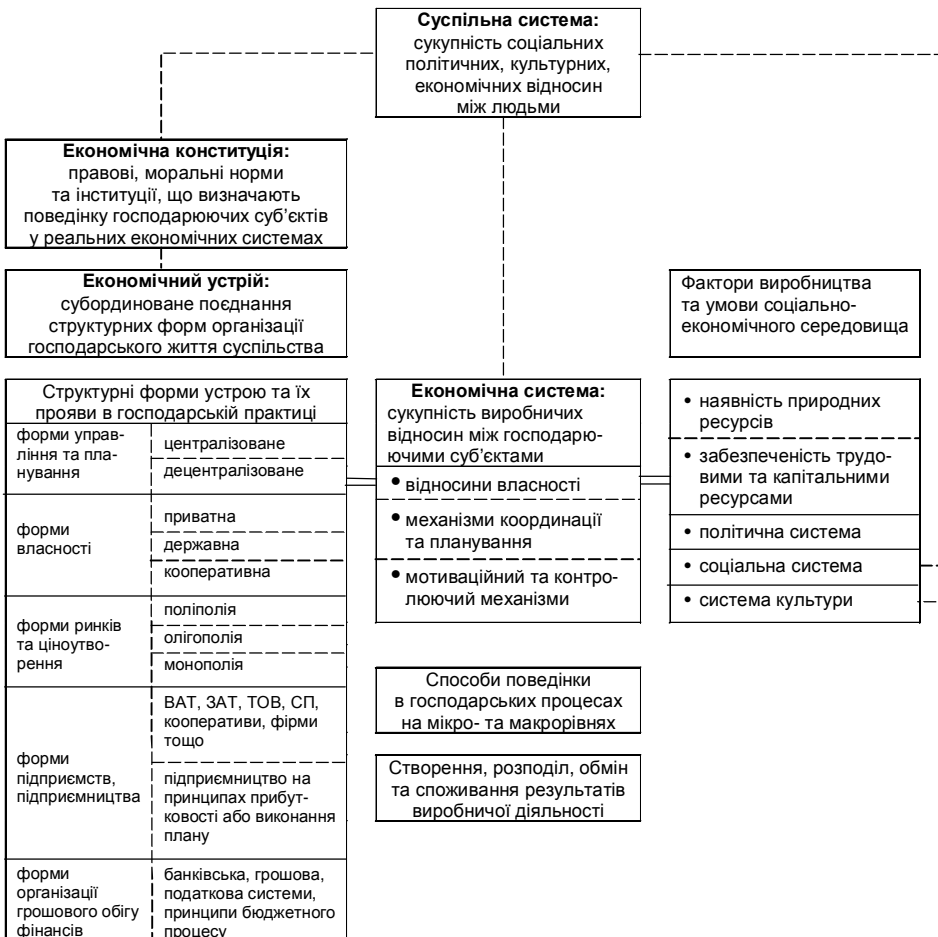 Суспільна система:
сукупність соціальних
політичних, культурних,
економічних відносин
між людьми
Економічна конституція:
правові, моральні норми
та інституції, що визначають
поведінку господарюючих суб’єктів
у реальних економічних системах
Економічний устрій:
субординоване поєднання
структурних форм організації
господарського життя суспільства
Фактори виробництва
та умови соціально-
економічного середовища
Структурні форми устрою та їх
прояви в господарській практиці
форми управ-
ління та пла-
нування
централізоване
децентралізоване
форми
власності
приватна
державна
кооперативна
форми ринків
та ціноутво-
рення
поліполія
олігополія
монополія
форми
підприємств,
підприємництва
ВАТ, ЗАТ, ТОВ, СП,
кооперативи, фірми
тощо
підприємництво на
принципах прибут-
ковості або виконання
плану
форми
організації
грошового обігу
фінансів
банківська, грошова,
податкова системи,
принципи бюджетного
процесу
Економічна система:
сукупність виробничих
відносин між господарю-
ючими суб’єктами
• відносини власності
• механізми координації
та планування
• мотиваційний та контро-
люючий механізми
• наявність природних
ресурсів
• забезпеченість трудо-
вими та капітальними
ресурсами
• політична система
• соціальна система
• система культури
Способи поведінки
в господарських процесах
на мікро- та макрорівнях
Створення, розподіл, обмін
та споживання результатів
виробничої діяльності